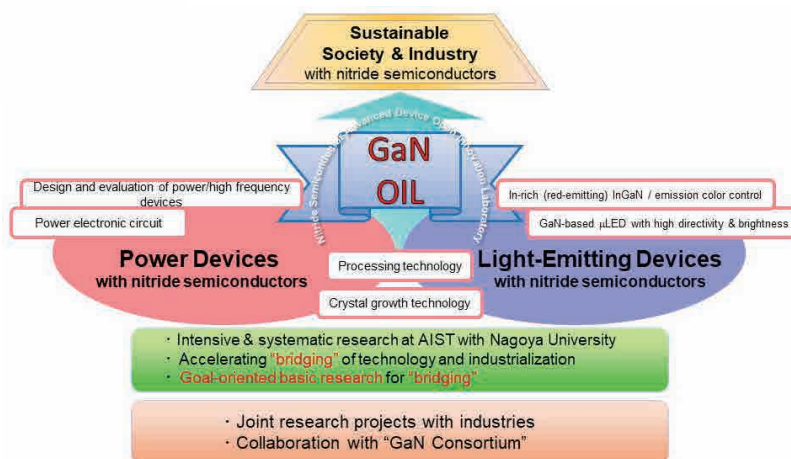 Sustainable
Society & Industry
with nitride semiconductors
Nitride Semiconductor Advanced Device Open Innovation Laboratory
GaN
OIL
Design and evaluation of power/high frequency
devices
Power electronic circuit
In-rich (red-emitting) InGaN / emission color control
GaN-based μLED with high directivity & brightness
Power Devices
with nitride semiconductors
Light-Emitting Devices
with nitride semiconductors
Processing technology
Crystal growth technology
・Intensive & systematic research at AIST with Nagoya University
・Accelerating “bridging” of technology and industrialization
・Goal-oriented basic research for “bridging”
・Joint research projects with industries
・Collaboration with “GaN Consortium”